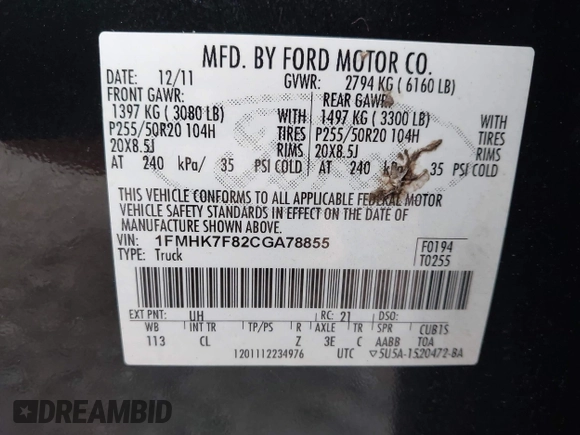 MFD. BY FORD MOTOR CO.
DATE: 12/11 GVWR: 2794 KG ( 6160 LB)
FRONT GAWR: REAR GAWR:
1397 KG ( 3080 LB) WITH 1497 KG ( 3300 LB) WITH
P255/50R20 104H TIRES P255/50R20 104H TIRES
20X8.5J RIMS 20X8.5J RIMS
AT 240 kPa/ 35 PSI COLD AT 240 35 PSI COLD
THIS VEHICLE CONFORMS TO ALL APPLICABLE FEDERAL MOTOR
VEHICLE SAFETY STANDARDS IN EFFECT ON THE DATE OF
MANUFACTURE SHOWN ABOVE.
VIN: 1FMHK7F82CGA78855 F0194
TYPE: Truck T0255
EXT PNT: UH RC: 21 DSO:
WB INT TR TP/PS R AXLE TR SPR CUBTS
113 CL Z 3E C AABB TOA
1201112234976 UTC 5U5A-1520472-BA
DREAMBID